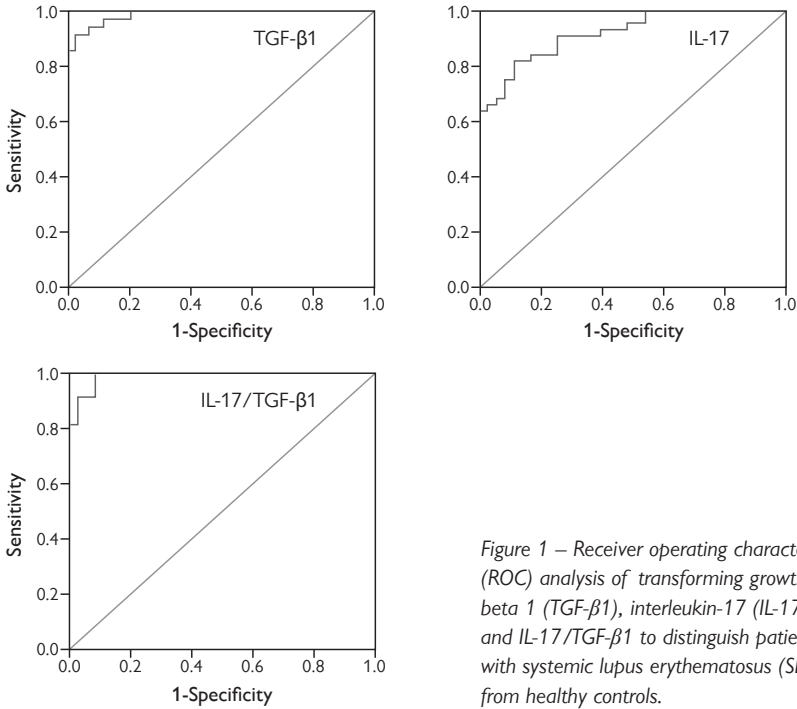 1.0
0.8
0.6
0.4
0.2
0.0
Sensitivity
TGF-β1
0.0 0.2 0.4 0.6 0.8 1.0
1-Specificity
1.0
0.8
0.6
0.4
0.2
0.0
IL-17
0.0 0.2 0.4 0.6 0.8 1.0
1-Specificity
1.0
0.8
0.6
0.4
0.2
0.0
Sensitivity
IL-17/TGF-β1
0.0 0.2 0.4 0.6 0.8 1.0
1-Specificity
Figure 1 – Receiver operating
(ROC) analysis of transforming
beta 1 (TGF-β1), interleukin-17
and IL-17/TGF-β1 to distinguish
with systemic lupus erythematosus
from healthy controls.